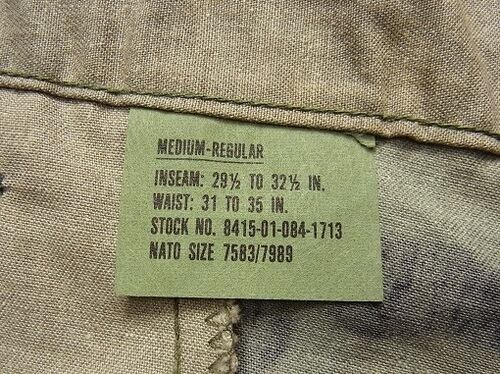 MEDIUM-REGULAR
INSEAM: 29½ TO 32½ IN.
WAIST: 31 TO 35 IN.
STOCK NO. 8415-01-084-1713
NATO SIZE 7583/7989